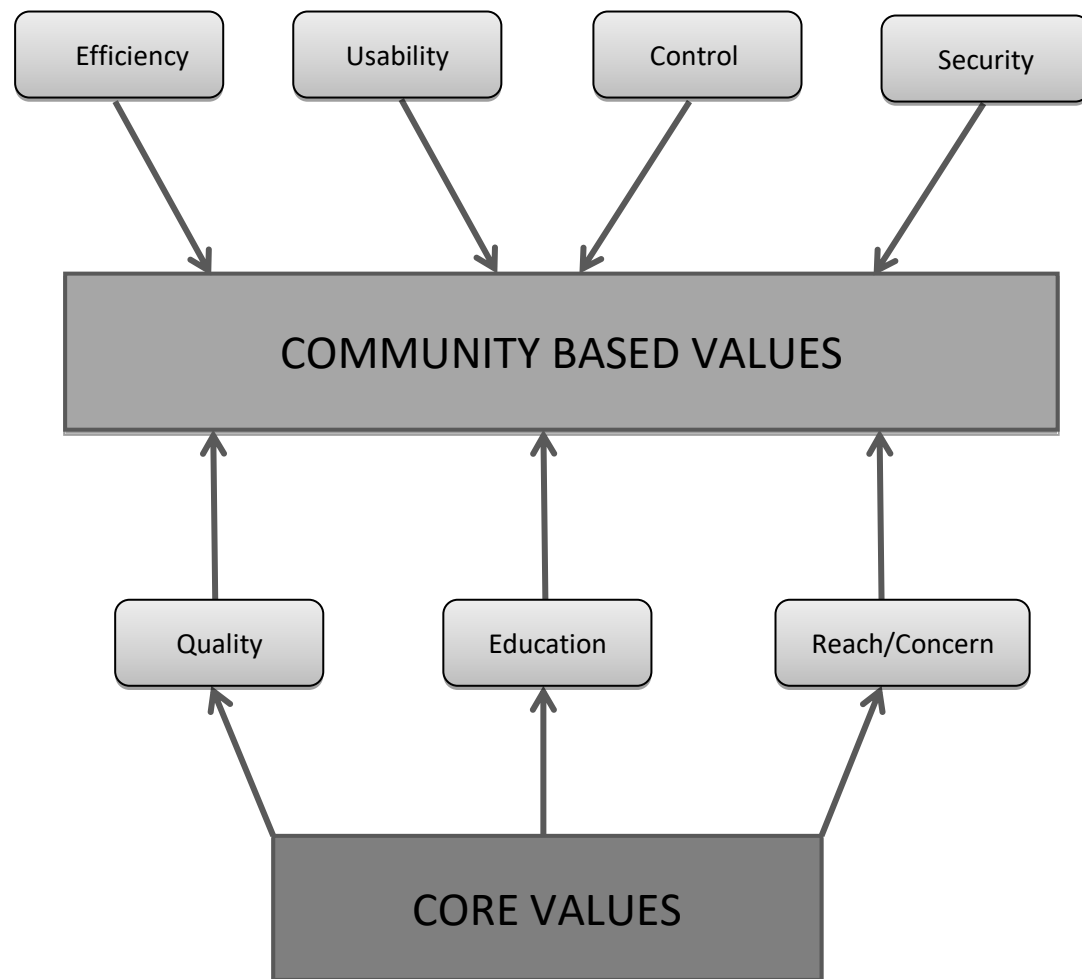 Efficiency
Usability
Control
Security
COMMUNITY BASED VALUES
Quality
Education
Reach/Concern
CORE VALUES